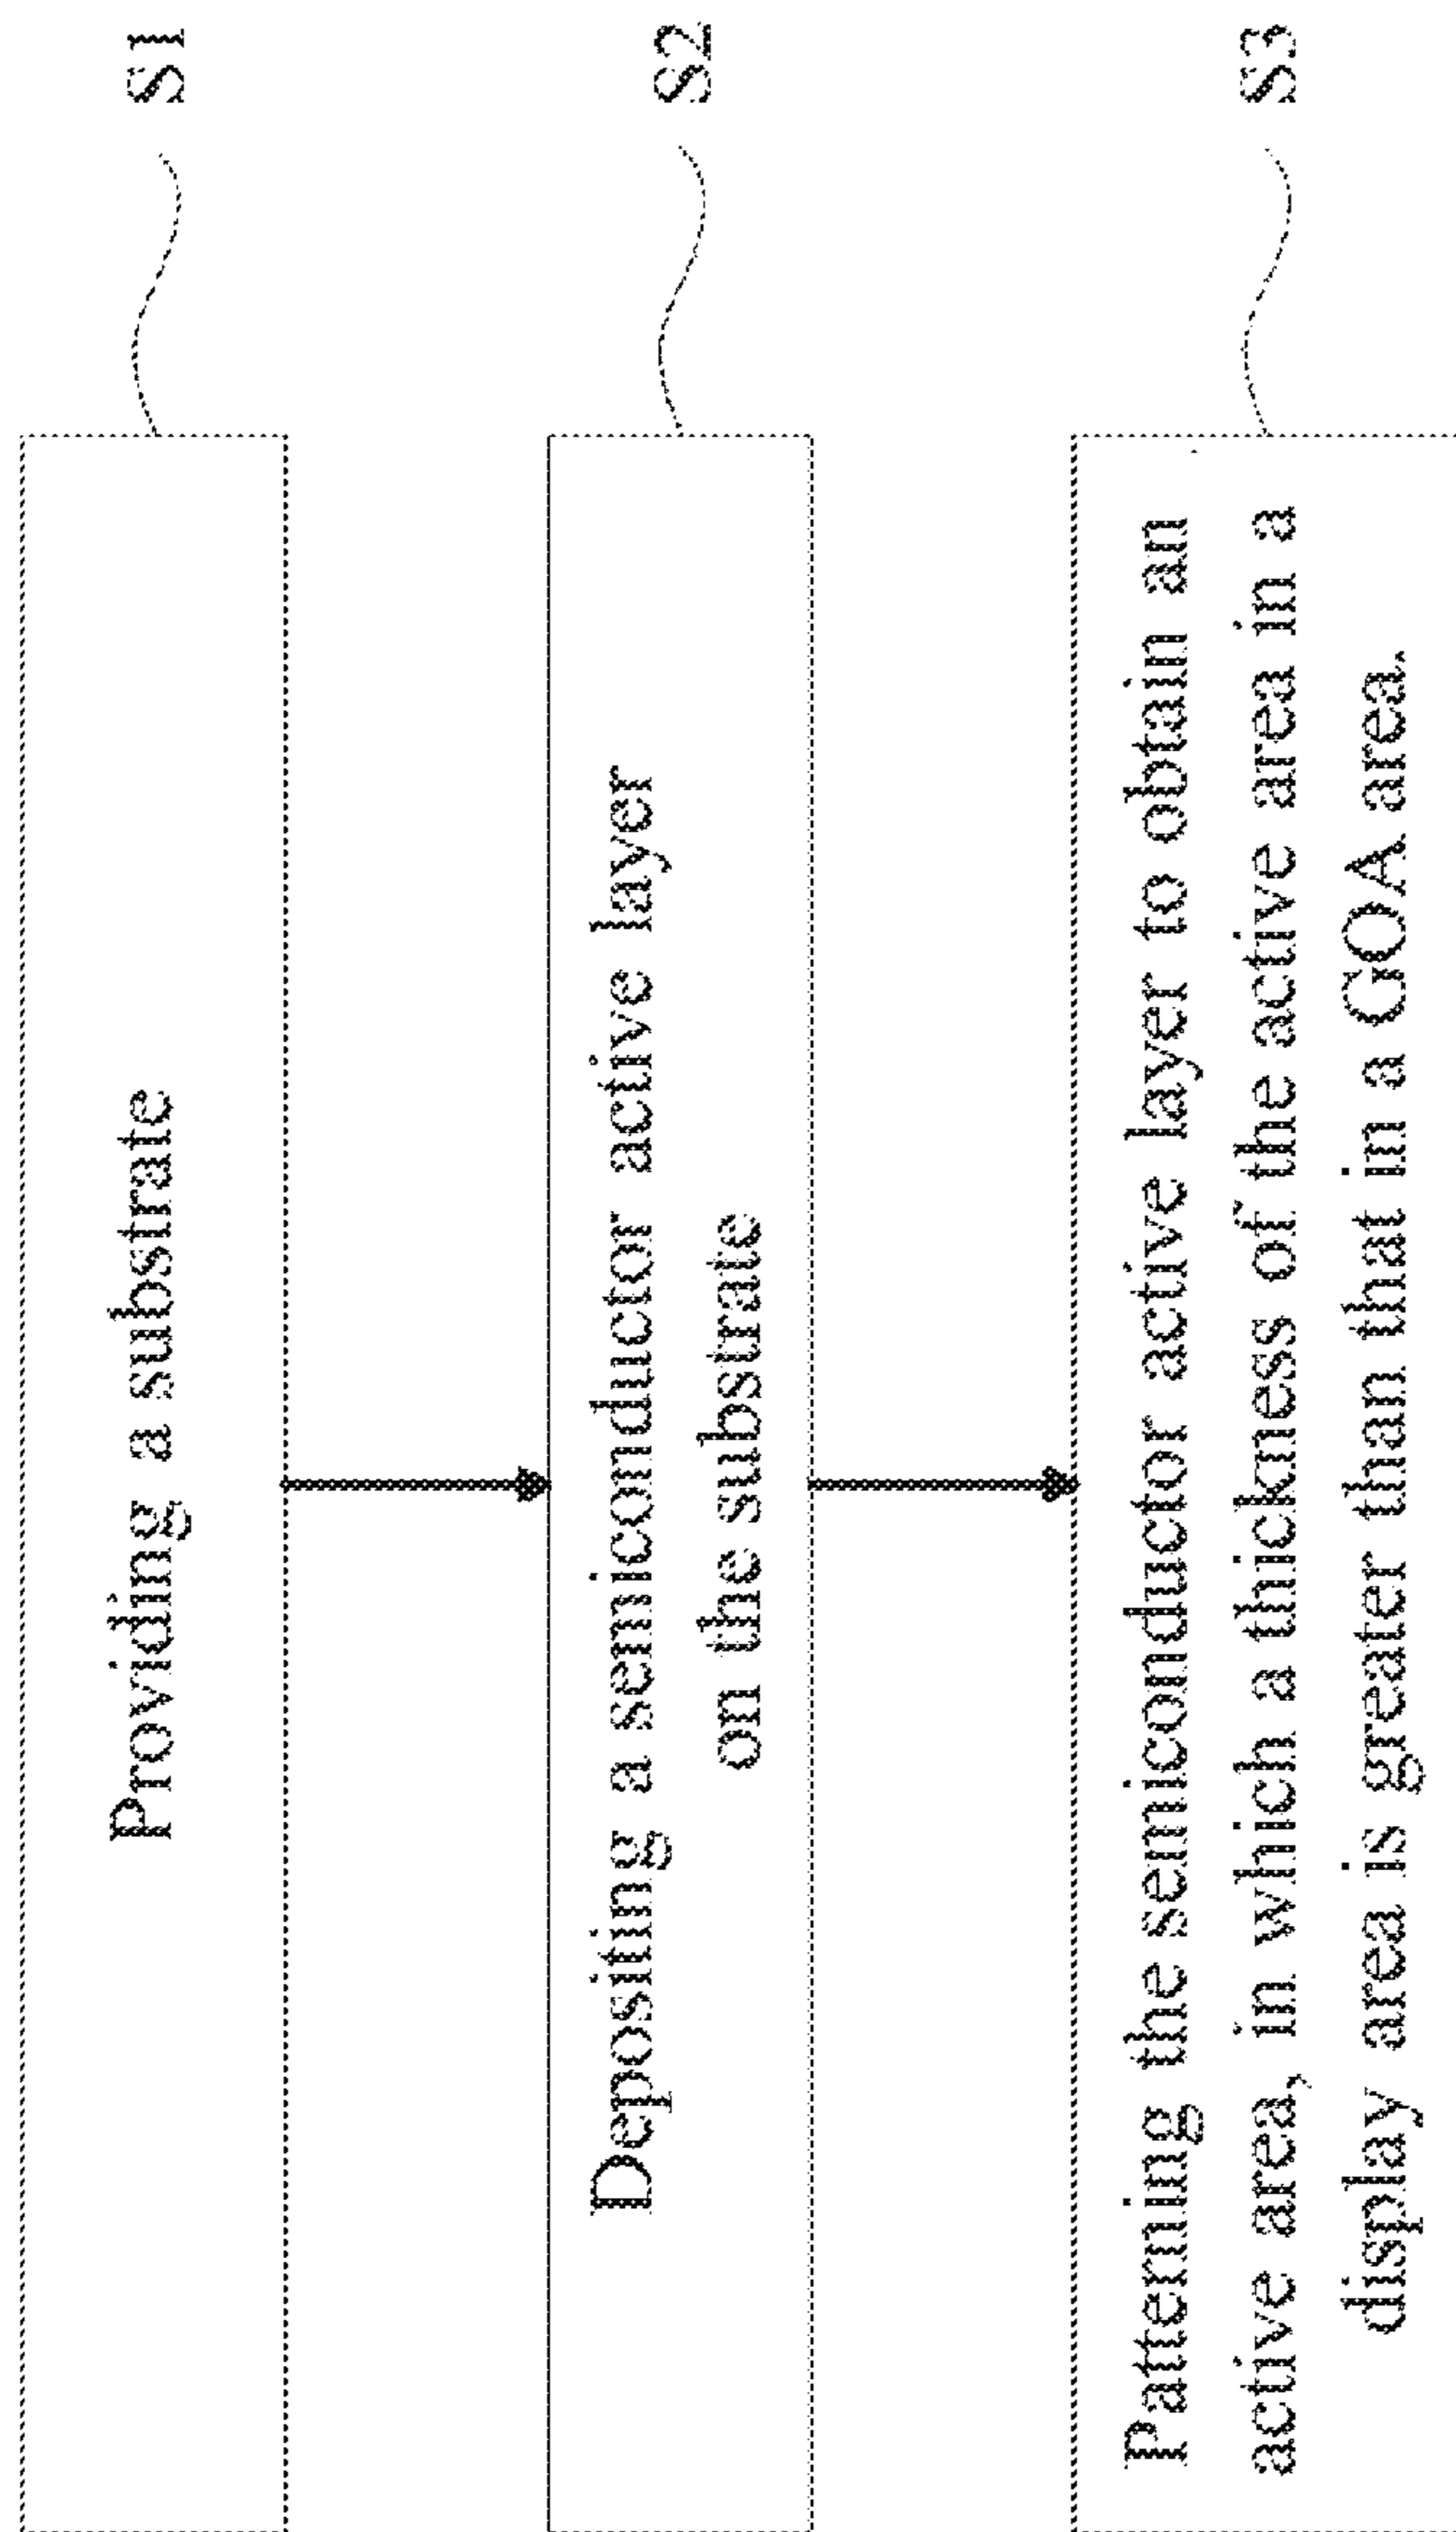 Providing a substrate
S1
Depositing a semiconductor active layer
on the substrate
S2
Patterning the semiconductor active layer to obtain an
active area, in which a thickness of the active area in a
display area is greater than that in a GOA area.
S3